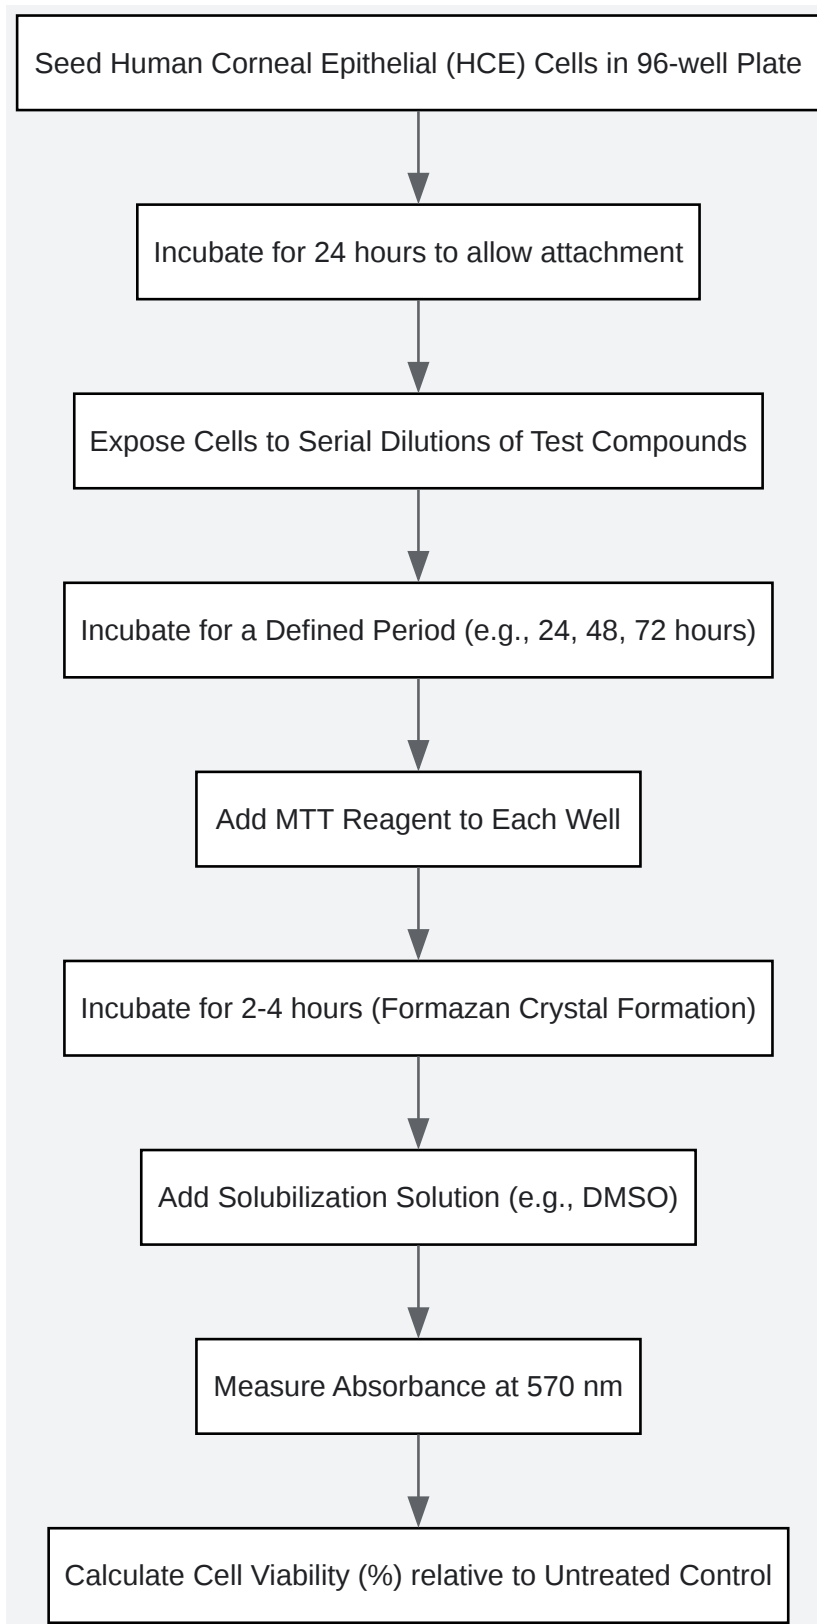 Seed Human Corneal Epithelial (HCE) Cells in 96-well Plate
Incubate for 24 hours to allow attachment
Expose Cells to Serial Dilutions of Test Compounds
Incubate for a Defined Period (e.g., 24, 48, 72 hours)
Add MTT Reagent to Each Well
Incubate for 2-4 hours (Formazan Crystal Formation)
Add Solubilization Solution (e.g., DMSO)
Measure Absorbance at 570 nm
Calculate Cell Viability (%) relative to Untreated Control